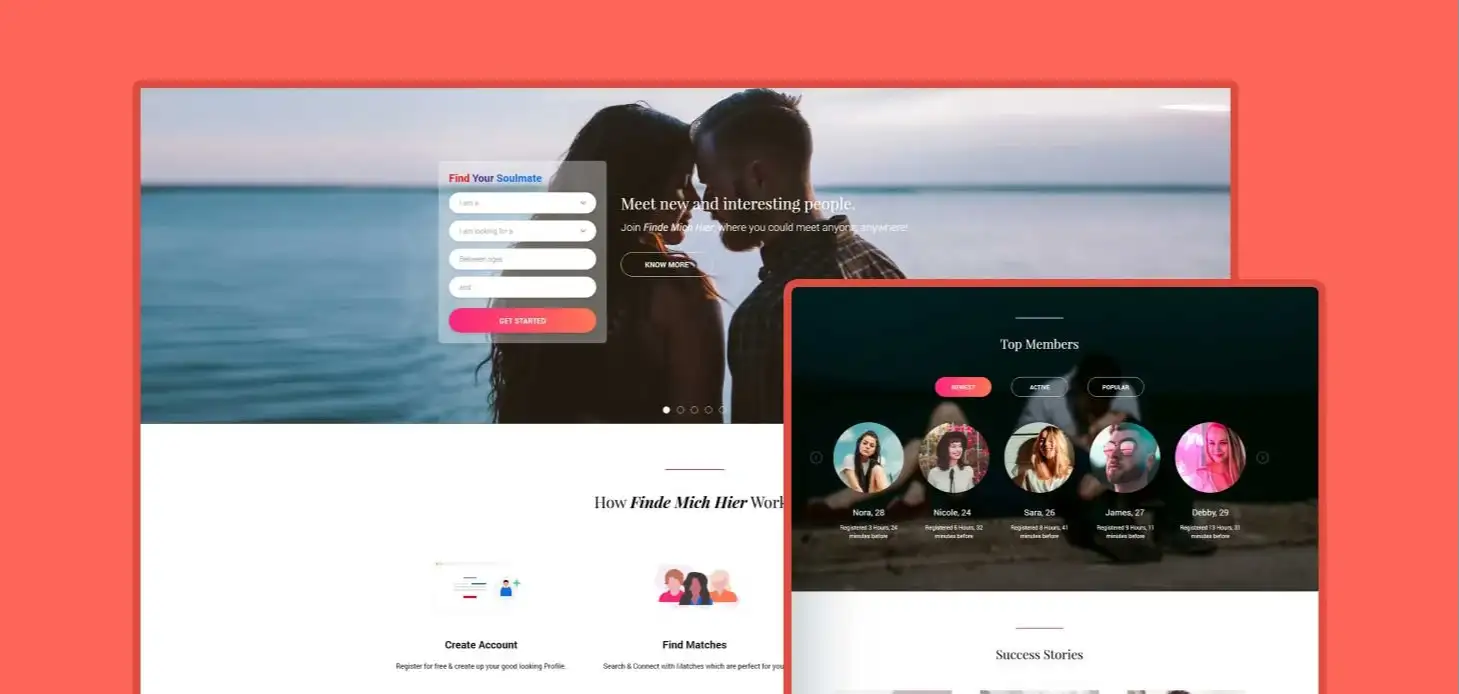 Find Your Soulmate
I am a
I am looking for a
Between ages
and
GET STARTED
Meet new and interesting people.
Join Finde Mich Hier, where you could meet anyone, anywhere!
KNOW MORE
How Finde Mich Hier Work
Create Account
Register for free & create up your good looking Profile.
Find Matches
Search & Connect with Matches which are perfect for you
Top Members
NEWEST
ACTIVE
POPULAR
Nora, 28
Registered 3 Hours, 24
minutes before
Nicole, 24
Registered 6 Hours, 32
minutes before
Sara, 26
Registered 8 Hours, 41
minutes before
James, 27
Registered 9 Hours, 11
minutes before
Debby, 29
Registered 13 Hours, 31
minutes before
Success Stories